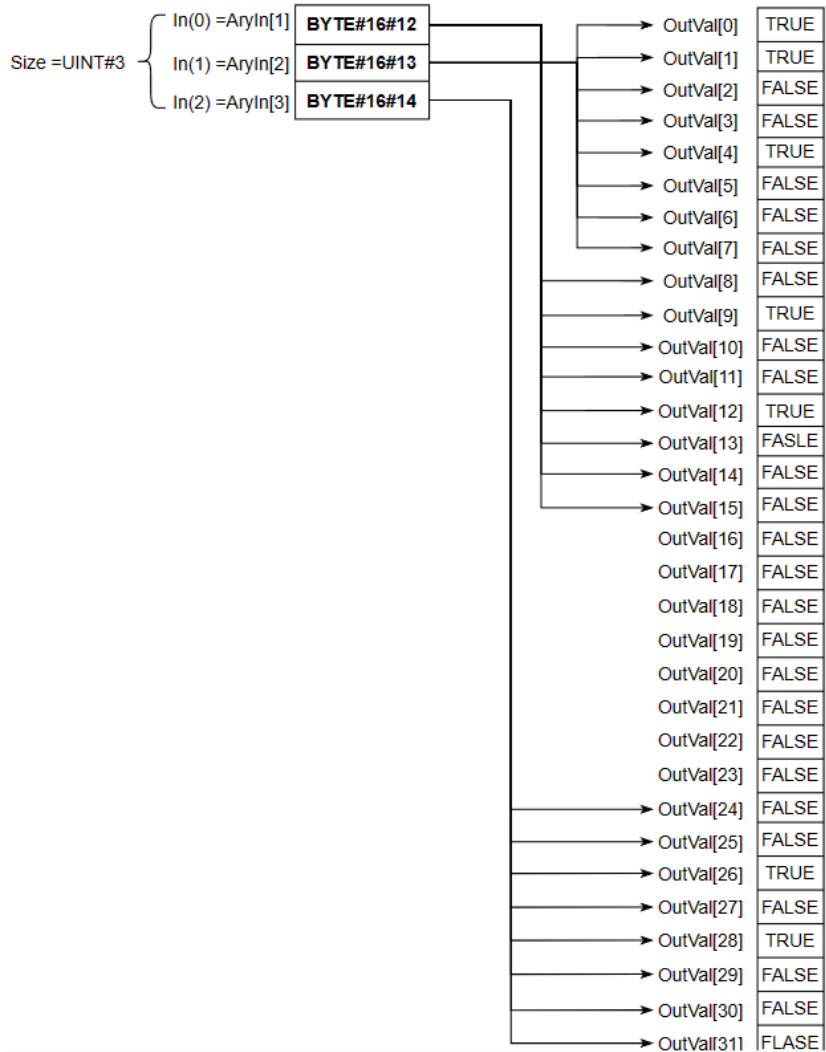 In(0) =AryIn[1] BYTE#16#12 OutVal[0] TRUE
Size =UINT#3 In(1) =AryIn[2] BYTE#16#13 OutVal[1] TRUE
In(2) =AryIn[3] BYTE#16#14 OutVal[2] FALSE
OutVal[3] FALSE
OutVal[4] TRUE
OutVal[5] FALSE
OutVal[6] FALSE
OutVal[7] FALSE
OutVal[8] FALSE
OutVal[9] TRUE
OutVal[10] FALSE
OutVal[11] FALSE
OutVal[12] TRUE
OutVal[13] FASLE
OutVal[14] FALSE
OutVal[15] FALSE
OutVal[16] FALSE
OutVal[17] FALSE
OutVal[18] FALSE
OutVal[19] FALSE
OutVal[20] FALSE
OutVal[21] FALSE
OutVal[22] FALSE
OutVal[23] FALSE
OutVal[24] FALSE
OutVal[25] FALSE
OutVal[26] TRUE
OutVal[27] FALSE
OutVal[28] TRUE
OutVal[29] FALSE
OutVal[30] FALSE
OutVal[31] FLASE